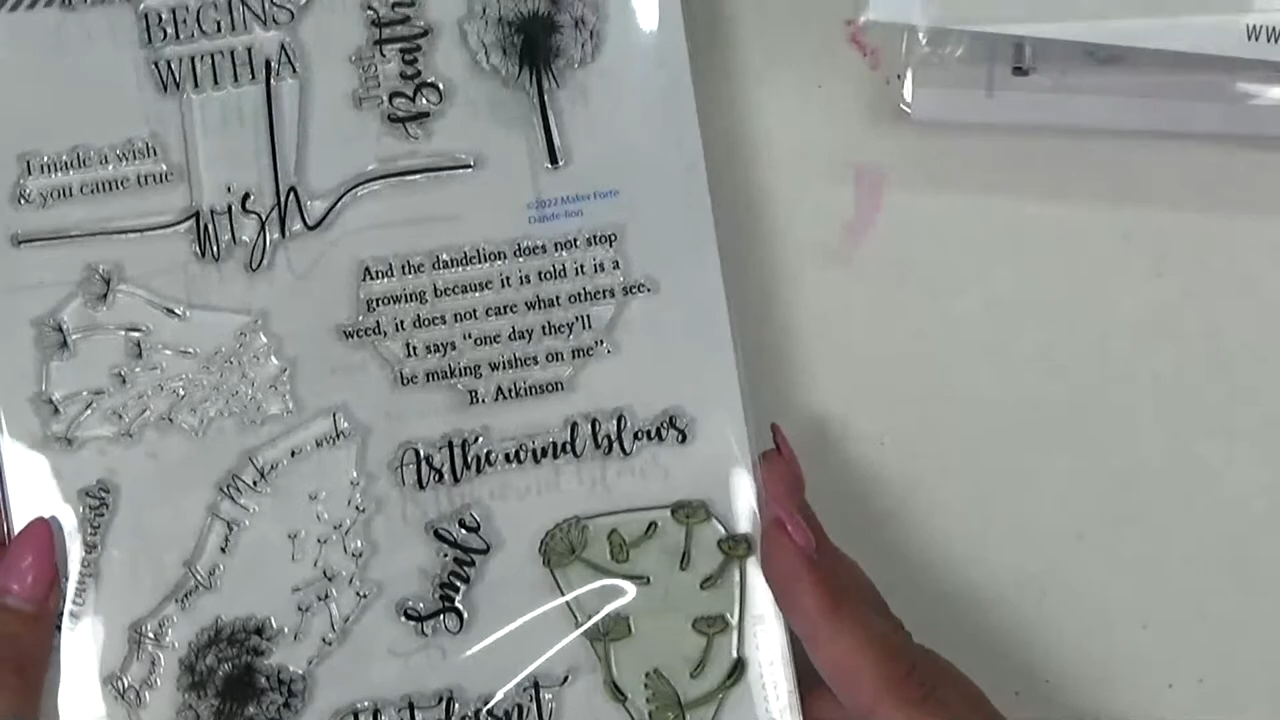 BEGINS
WITH A
Just
I made a wish
& you came true
wish
©2022 Maker Forte
Dande-lion
And the dandelion does not stop
growing because it is told it is a
weed, it does not care what others see.
It says “one day they’ll
be making wishes on me”.
B. Atkinson
As the wind blows
Smile
Breathe, smile and Make a wish